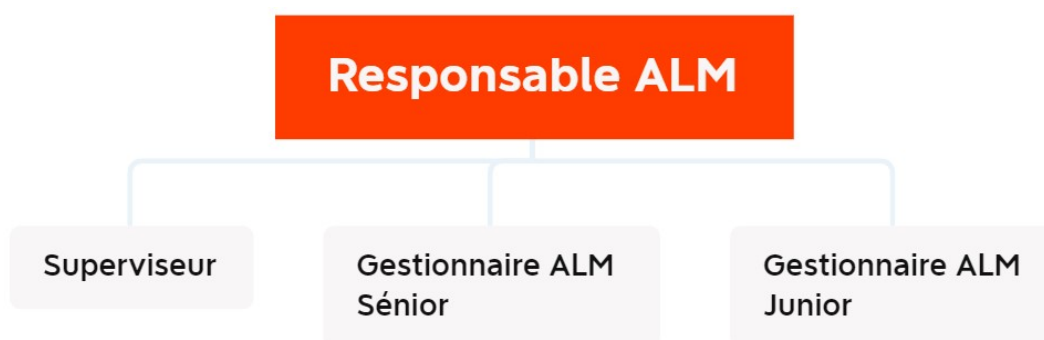 Responsable ALM
Superviseur
Gestionnaire ALM
Sénior
Gestionnaire ALM
Junior